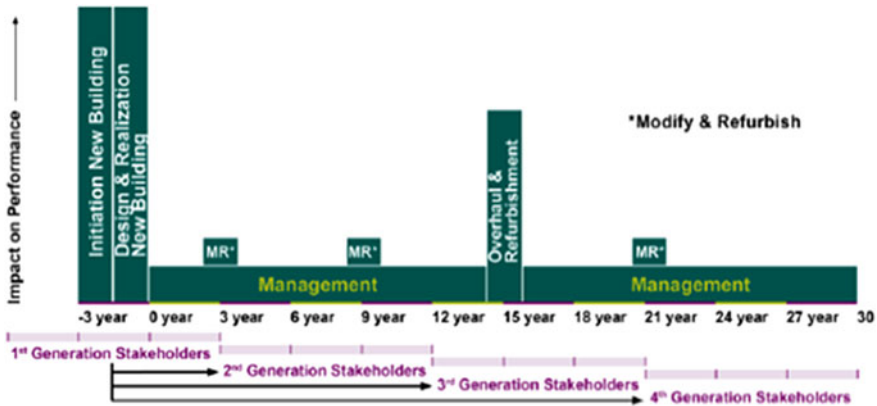 Impact on Performance
Initiation New Building
Design & Realization
New Building
Overhaul &
Refurbishment
*Modify & Refurbish
MR*
MR*
MR*
Management
Management
-3 year 0 year 3 year 6 year 9 year 12 year 15 year 18 year 21 year 24 year 27 year 30
1st Generation Stakeholders
2nd Generation Stakeholders
3rd Generation Stakeholders
4th Generation Stakeholders